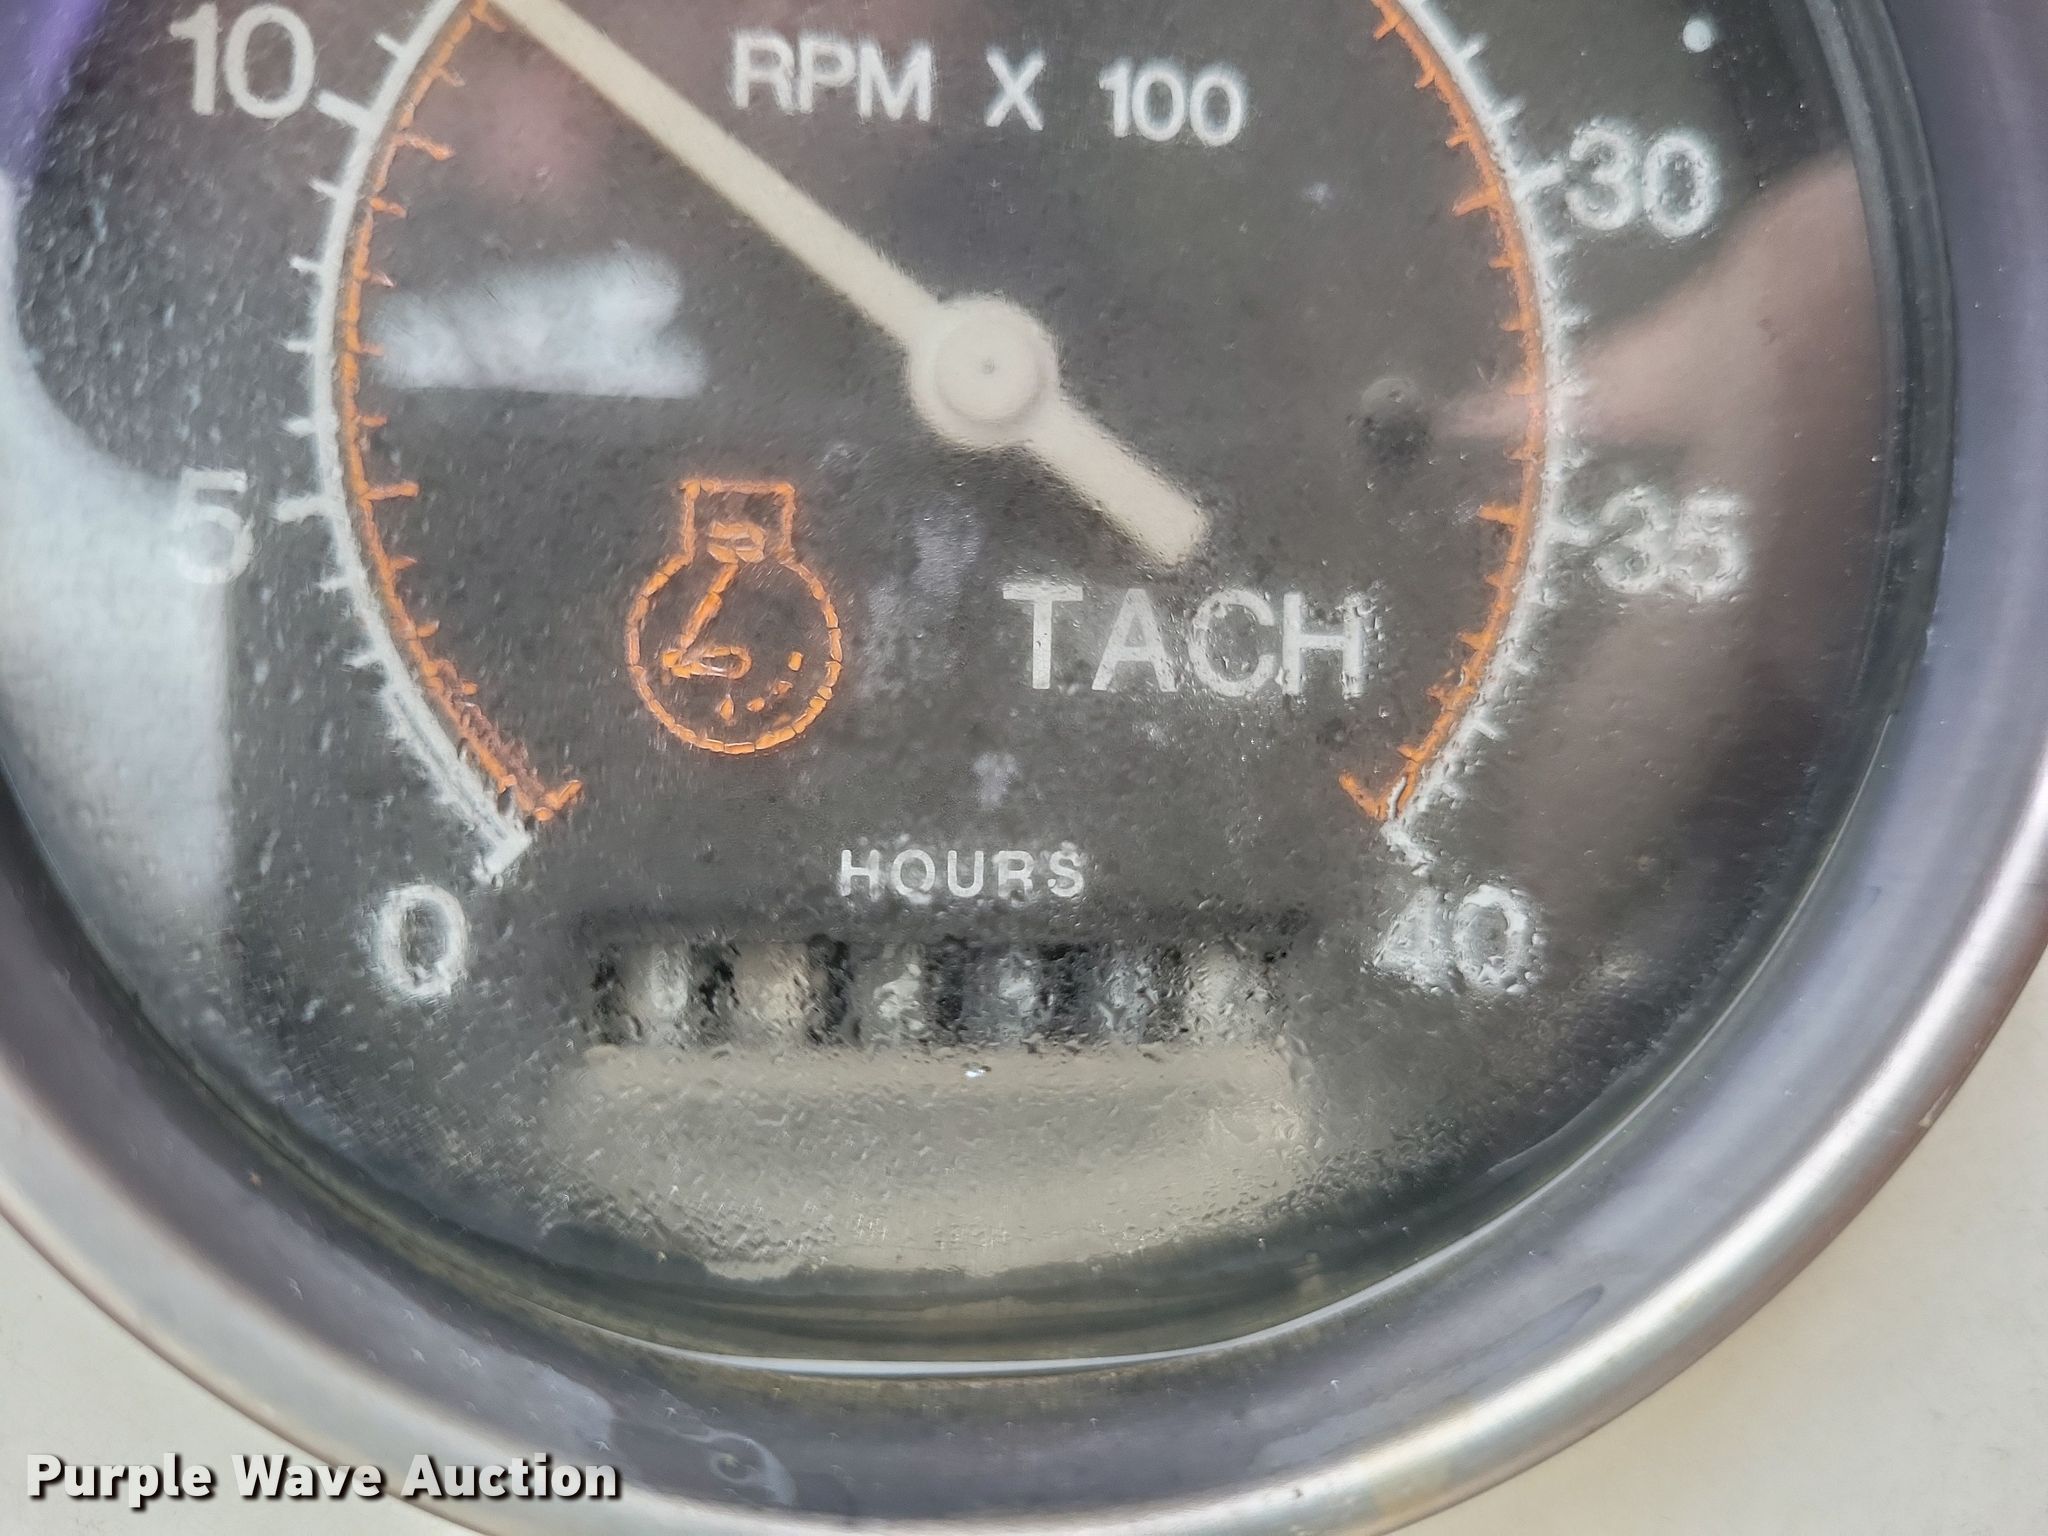 10
RPM X 100
30
5
35
TACH
HOURS
0
40
Purple Wave Auction